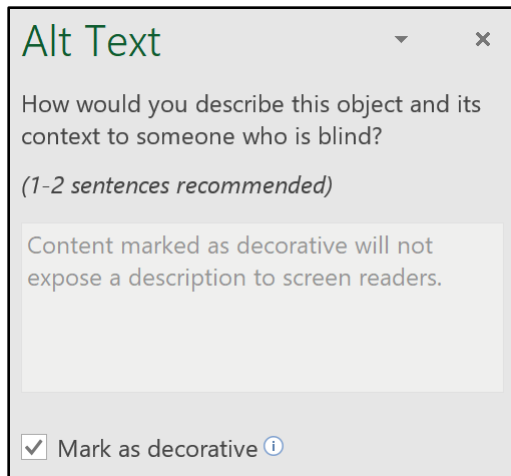 Alt Text
How would you describe this object and its
context to someone who is blind?
(1-2 sentences recommended)
Content marked as decorative will not
expose a description to screen readers.
Mark as decorative